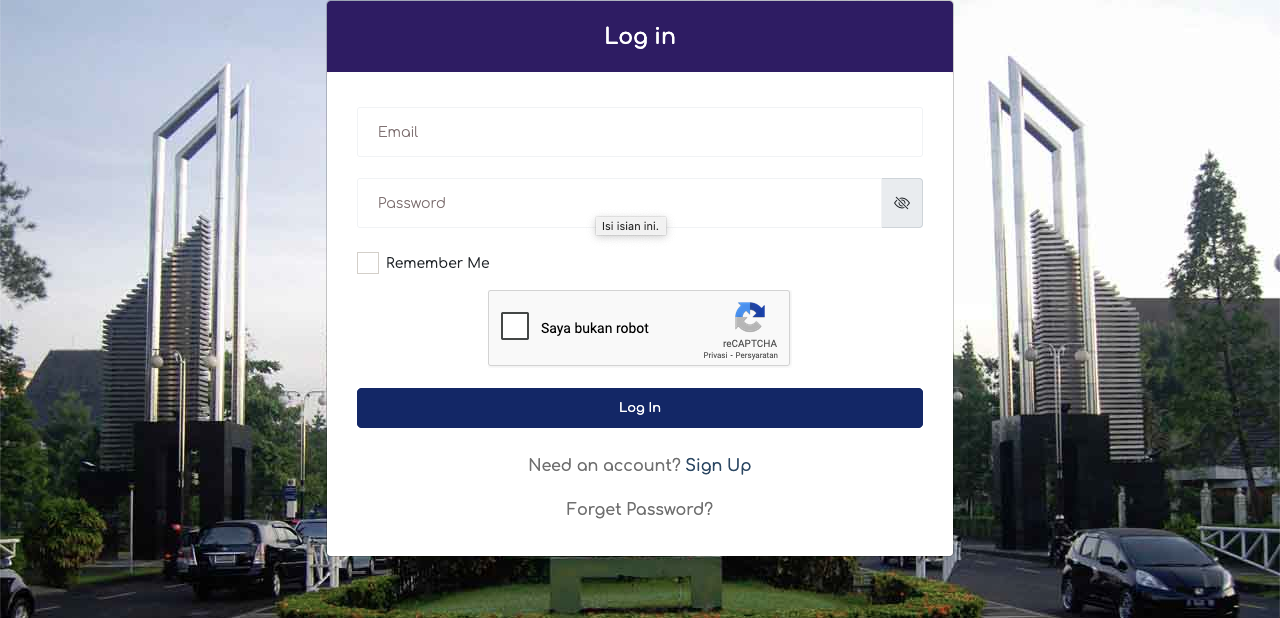 Log in
Email
Password
Isi isian ini.
Remember Me
Saya bukan robot
reCAPTCHA
Privasi - Persyaratan
Log In
Need an account? Sign Up
Forget Password?